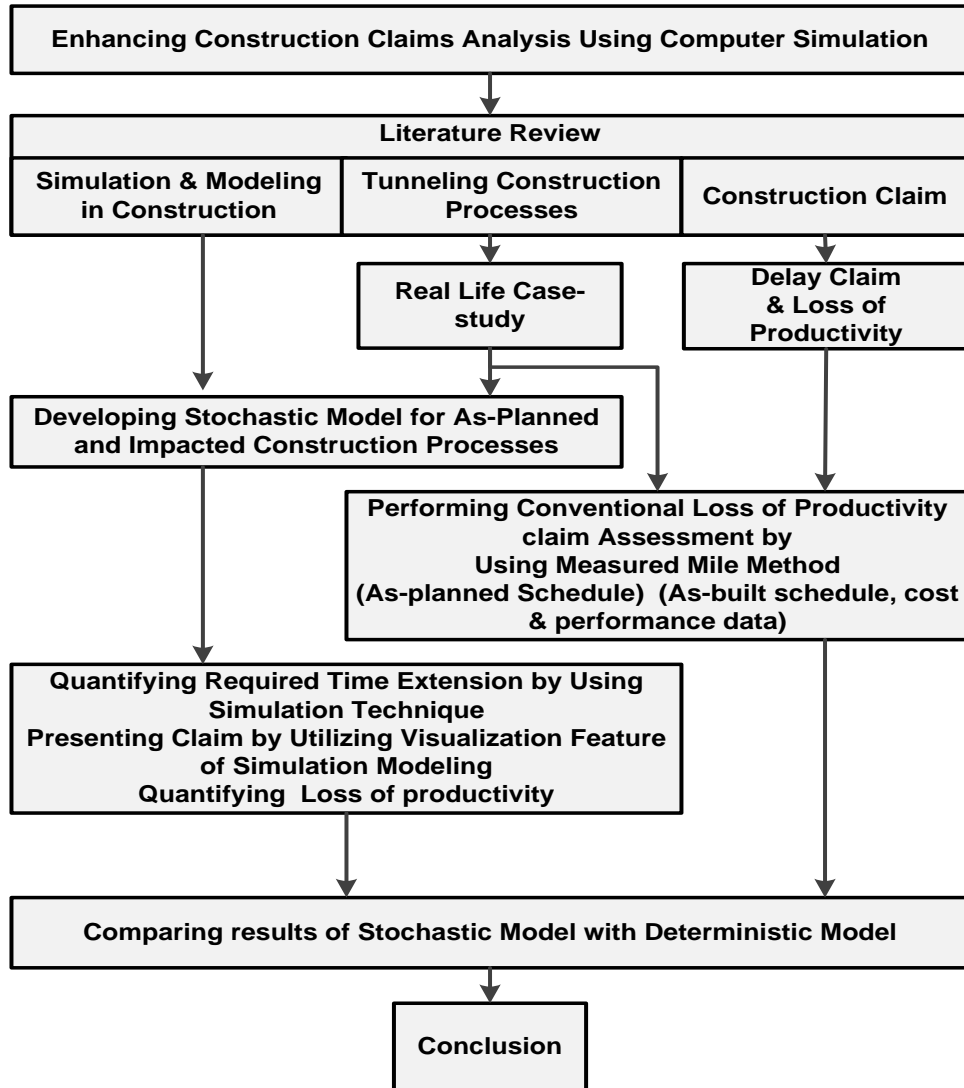 Enhancing Construction Claims Analysis Using Computer Simulation
Literature Review
Simulation & Modeling
in Construction
Tunneling Construction
Processes
Construction Claim
Real Life Case-
study
Delay Claim
& Loss of
Productivity
Developing Stochastic Model for As-Planned
and Impacted Construction Processes
Performing Conventional Loss of Productivity
claim Assessment by
Using Measured Mile Method
(As-planned Schedule) (As-built schedule, cost
& performance data)
Quantifying Required Time Extension by Using
Simulation Technique
Presenting Claim by Utilizing Visualization Feature
of Simulation Modeling
Quantifying Loss of productivity
Comparing results of Stochastic Model with Deterministic Model
Conclusion